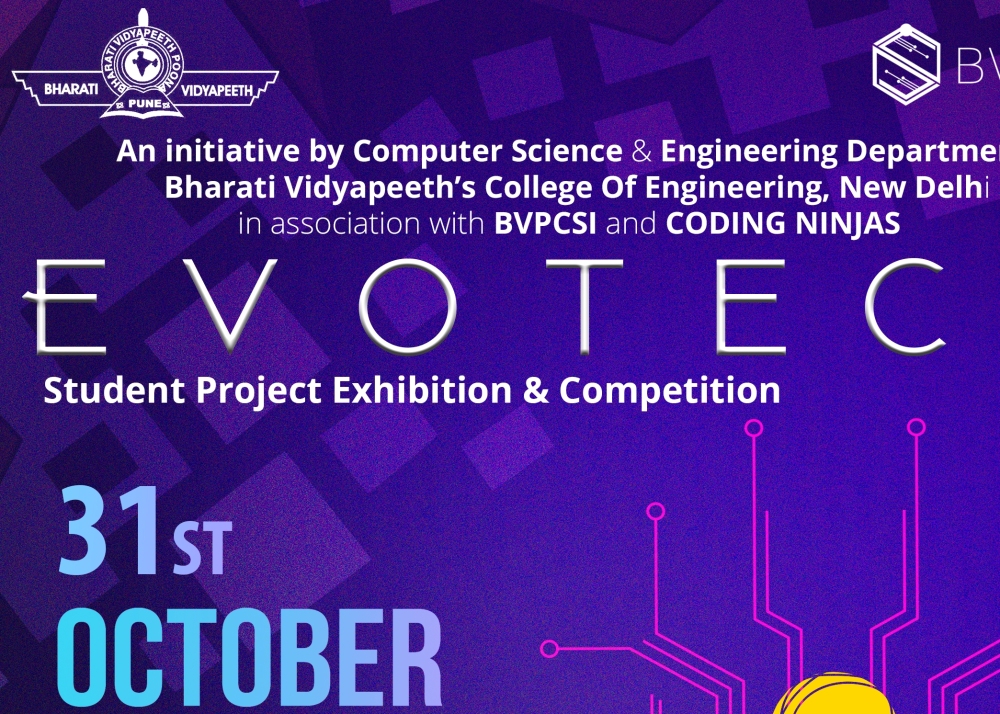 BHARATI VIDYAPEETH POONA
BHARATI VIDYAPEETH
PUNE
An initiative by Computer Science & Engineering
Bharati Vidyapeeth’s College Of Engineering, New Delhi
in association with BVPCSI and CODING NINJAS
EVOTEC
Student Project Exhibition & Competition
31ST
OCTOBER